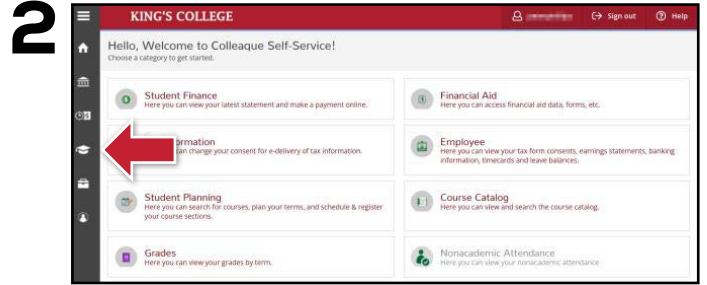 2
KING'S COLLEGE
Sign out
Help
Hello, Welcome to Colleaque Self-Service!
Choose a category to get started.
Student Finance
Here you can view your latest statement and make a payment online.
Financial Aid
Here you can access financial aid data, forms, etc.
ormation
an change your consent for e-delivery of tax information.
Employee
Here you can view your tax form consents, earnings statements, banking
information, timecards and leave balances.
Student Planning
Here you can search for courses, plan your terms, and schedule & register
your course sections.
Course Catalog
Here you can view and search the course catalog.
Grades
Here you can view your grades by term.
Nonacademic Attendance
Here you can view your nonacademic attendance